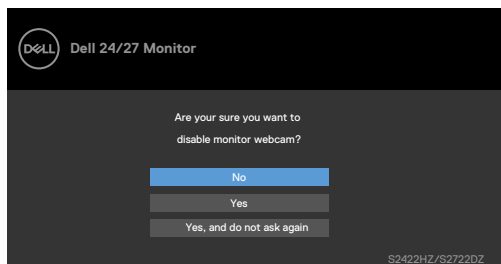 DELL
Dell 24/27 Monitor
Are your sure you want to
disable monitor webcam?
No
Yes
Yes, and do not ask again
S2422HZ/S2722DZ